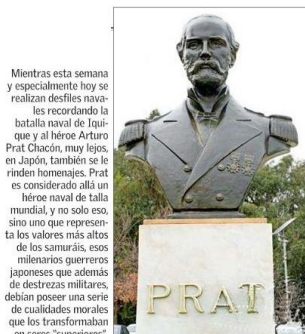 Mientras esta semana
y especialmente hoy se
realizan desfiles nava-
les recordando la
batalla naval de Iqui-
que y al héroe Arturo
Prat Chacón, muy lejos,
en Japón, también se le
rinden homenajes. Prat
es considerado allá un
héroe naval de talla
mundial, y no solo eso,
sino uno que represen-
ta los valores más altos
de los samuráis, esos
milenarios guerreros
japoneses que además
de destrezas militares,
debían poseer una serie
de cualidades morales
que los transformaban
en seres "superiores".
PRAT